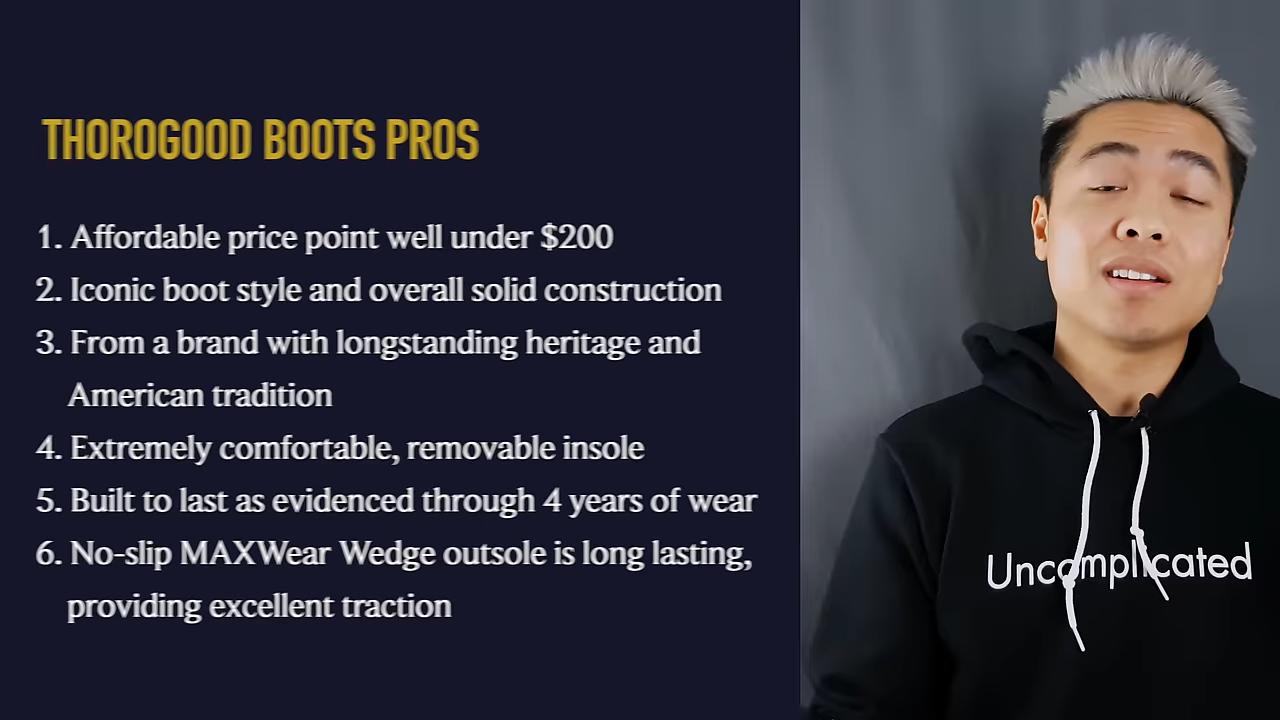 THOROGOOD BOOTS PROS
1. Affordable price point well under $200
2. Iconic boot style and overall solid construction
3. From a brand with longstanding heritage and
American tradition
4. Extremely comfortable, removable insole
5. Built to last as evidenced through 4 years of wear
6. No-slip MAXWear Wedge outsole is long lasting,
providing excellent traction
Uncomplicated